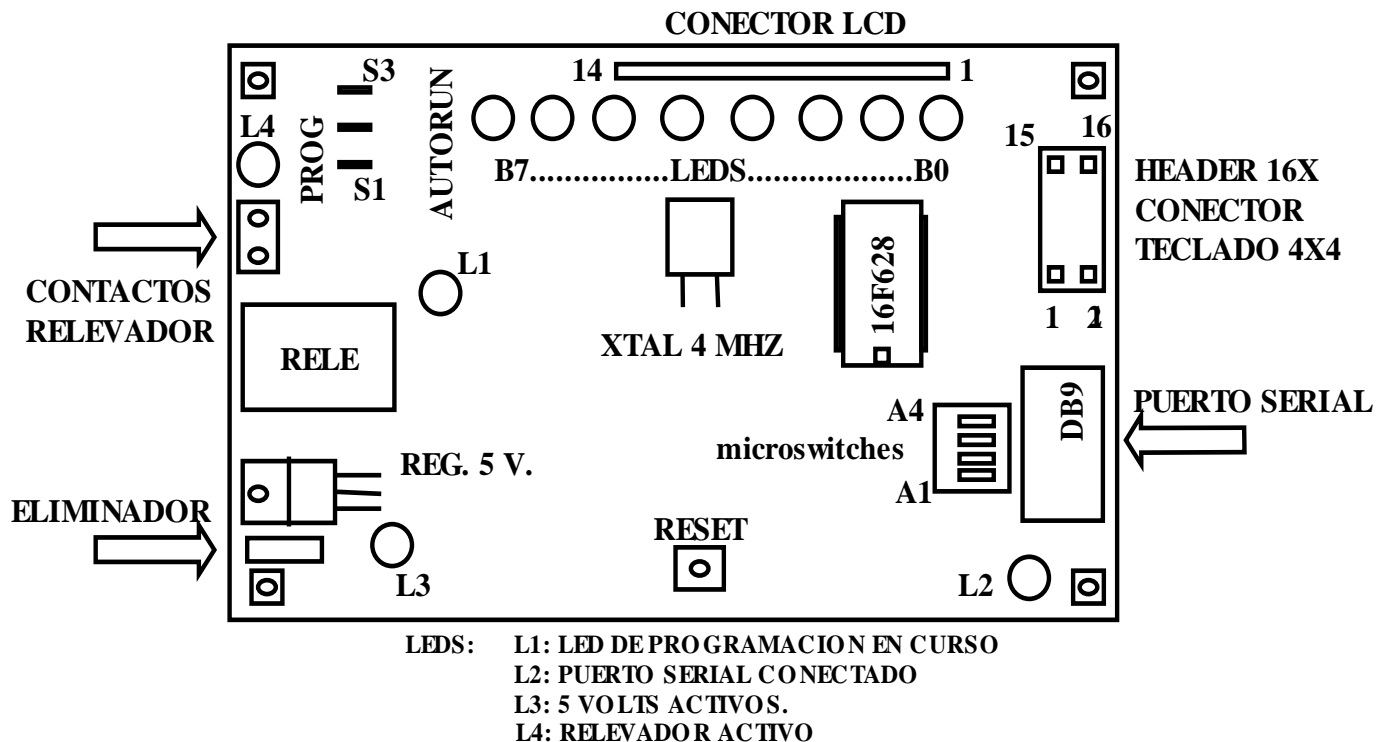 CONECTOR LCD
14
1
S3
PROG
AUTORUN
L4
S1
B7................LEDS...................B0
15
16
HEADER 16X
CONECTOR
TECLADO 4X4
CONTACTOS
RELEVADOR
L1
16F628
1
2
XTAL 4 MHZ
RELE
DB9
PUERTO SERIAL
A4
microswitches
A1
REG. 5 V.
ELIMINADOR
RESET
L3
L2
LEDS: L1: LED DE PROGRAMACION EN CURSO
L2: PUERTO SERIAL CONECTADO
L3: 5 VOLTS ACTIVOS.
L4: RELEVADOR ACTIVO